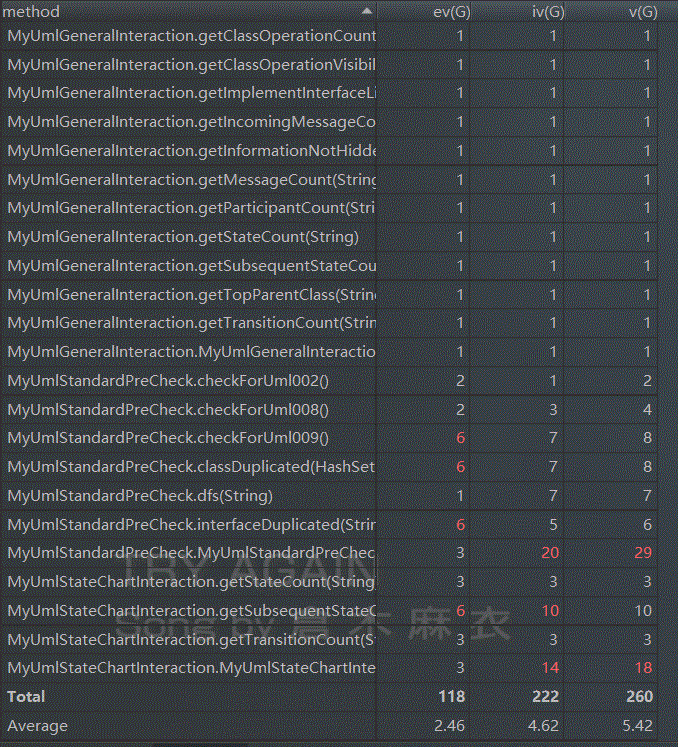 method ev(G) iv(G) v(G)
MyUmlGeneralInteraction.getClassOperationCount 1 1 1
MyUmlGeneralInteraction.getClassOperationVisibil 1 1 1
MyUmlGeneralInteraction.getImplementInterfaceLi 1 1 1
MyUmlGeneralInteraction.getIncomingMessageCo 1 1 1
MyUmlGeneralInteraction.getInformationNotHidde 1 1 1
MyUmlGeneralInteraction.getMessageCount(String 1 1 1
MyUmlGeneralInteraction.getParticipantCount(Stri 1 1 1
MyUmlGeneralInteraction.getStateCount(String) 1 1 1
MyUmlGeneralInteraction.getSubsequentStateCou 1 1 1
MyUmlGeneralInteraction.getTopParentClass(String 1 1 1
MyUmlGeneralInteraction.getTransitionCount(Strin 1 1 1
MyUmlGeneralInteraction.MyUmlGeneralInteractio 1 1 1
MyUmlStandardPreCheck.checkForUml002() 2 1 2
MyUmlStandardPreCheck.checkForUml008() 2 3 4
MyUmlStandardPreCheck.checkForUml009() 6 7 8
MyUmlStandardPreCheck.classDuplicated(HashSet 6 7 8
MyUmlStandardPreCheck.dfs(String) 1 7 7
MyUmlStandardPreCheck.interfaceDuplicated(Strin 6 5 6
MyUmlStandardPreCheck.MyUmlStandardPreChec 3 20 29
TRY AGAIN
MyUmlStateChartInteraction.getStateCount(String 3 3 3
MyUmlStateChartInteraction.getSubsequentStateC 6 10 10
Song by 倉木麻衣
MyUmlStateChartInteraction.getTransitionCount(S 3 3 3
MyUmlStateChartInteraction.MyUmlStateChartInte 3 14 18
Total 118 222 260
Average 2.46 4.62 5.42